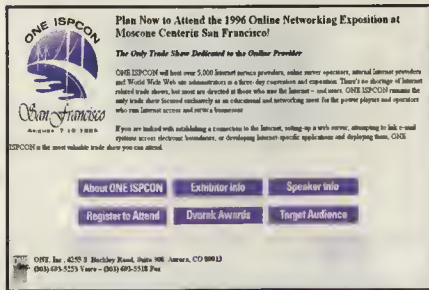 ONE ISPCON
San Francisco
August 7-10 1996
Plan Now to Attend the 1996 Online Networking Exposition at
Moscone Centerin San Francisco!
The Only Trade Show Dedicated to the Online Provider
ONE ISPCON will host over 5,000 Internet service providers, online server operators, internal Internet providers
and World Wide Web site administrators in a three-day convention and exposition. There's no shortage of Internet
related trade shows, but most are directed at those who use the Internet - end users. ONE ISPCON remains the
only trade show focused exclusively as an educational and networking meet for the power players and operators
who run Internet access and service businesses
If you are tasked with establishing a connection to the Internet, setting-up a web server, attempting to link e-mail
systems across electronic boundaries, or developing Internet specific applications and deploying them, ONE
ISPCON is the most valuable trade show you can attend.
About ONE ISPCON
Exhibitor Info
Speaker Info
Register to Attend
Dvorak Awards
Target Audience
ONE, Inc., 4255 S Buckley Road, Suite 308 Aurora, CO 80013
(303) 693-5253 Voice - (303) 693-5518 Fax